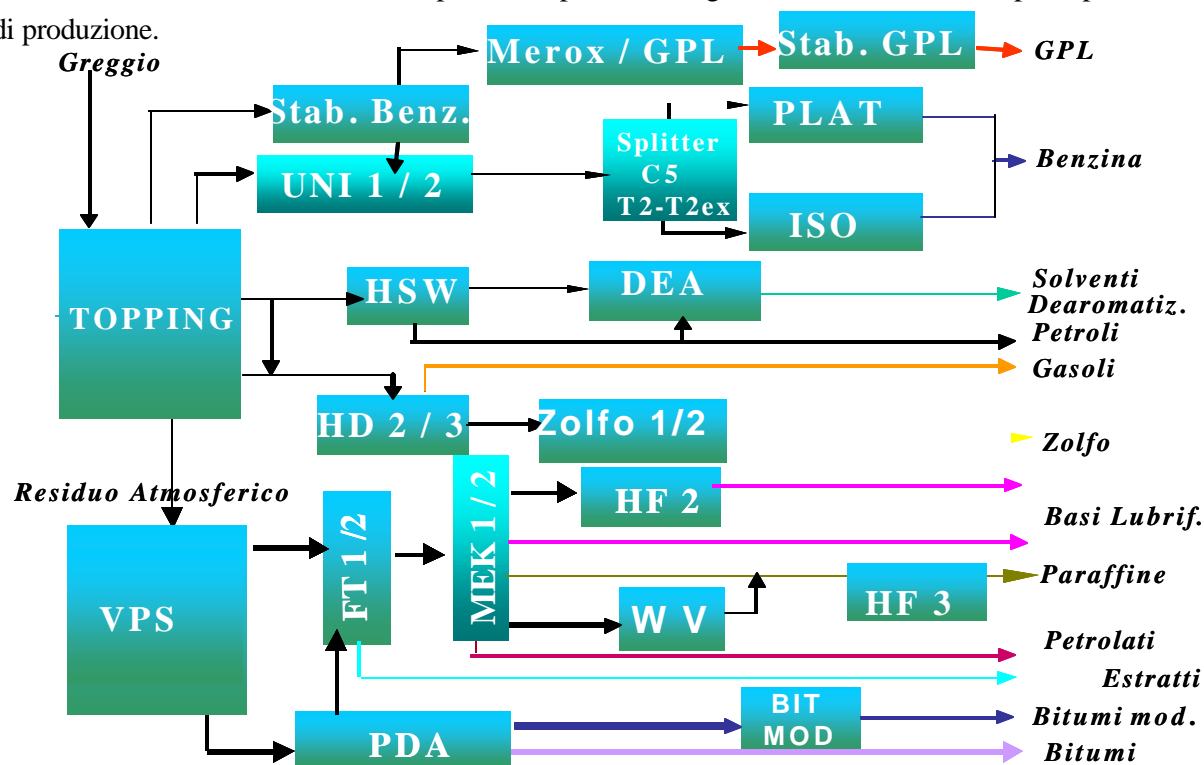 di produzione.
Greggio
Merox / GPL
Stab. GPL
GPL
Stab. Benz.
PLAT
Splitter
C5
T2-T2ex
Benzina
UNI 1 / 2
ISO
TOPPING
HSW
DEA
Solventi
Dearomatiz.
Petroli
Gasoli
HD 2 / 3
Zolfo 1/2
Zolfo
Residuo Atmosferico
FT 1 /2
MEK 1 / 2
HF 2
Basi Lubrif.
VPS
W V
HF 3
Paraffine
Petrolati
Estratti
PDA
BIT
MOD
Bitumi mod.
Bitumi